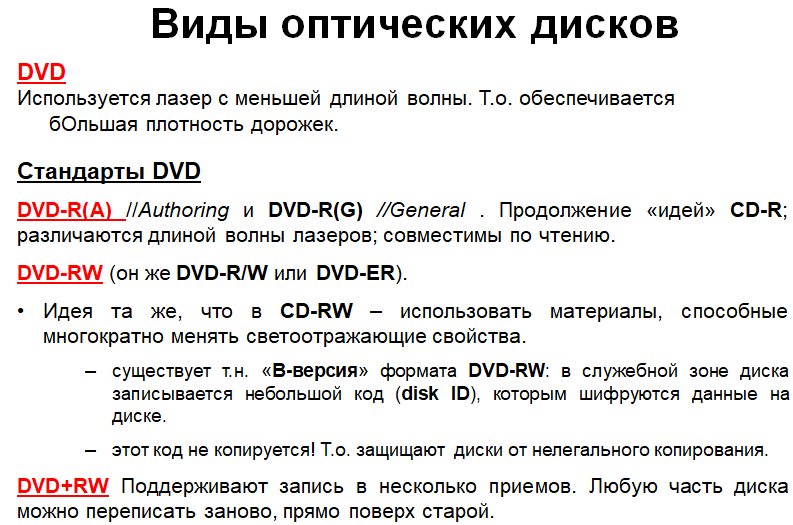 Виды оптических дисков
DVD
Используется лазер с меньшей длиной волны. Т.о. обеспечивается
бОльшая плотность дорожек.
Стандарты DVD
DVD-R(A) //Authoring и DVD-R(G) //General . Продолжение «идей» CD-R;
различаются длиной волны лазеров; совместимы по чтению.
DVD-RW (он же DVD-R/W или DVD-ER).
• Идея та же, что в CD-RW – использовать материалы, способные
многократно менять светоотражающие свойства.
– существует т.н. «В-версия» формата DVD-RW: в служебной зоне диска
записывается небольшой код (disk ID), которым шифруются данные на
диске.
– этот код не копируется! Т.о. защищают диски от нелегального копирования.
DVD+RW Поддерживают запись в несколько приемов. Любую часть диска
можно переписать заново, прямо поверх старой.